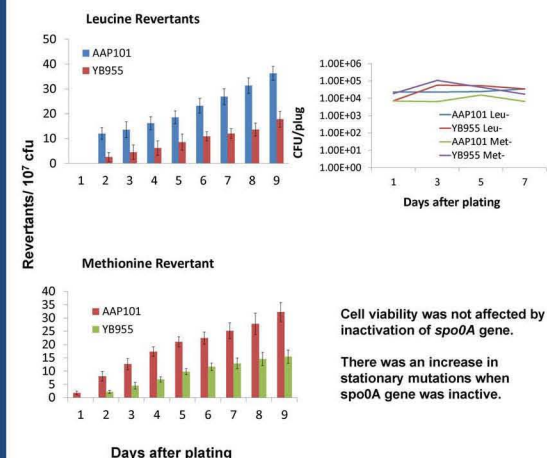 Leucine Revertants
50
40
30
20
10
0
AAP101
YB955
1 2 3 4 5 6 7 8 9
Revertants/ 10⁷ cfu
1.00E+06
1.00E+05
1.00E+04
1.00E+03
1.00E+02
1.00E+01
1.00E+00
CFU/plug
AAP101 Leu-
YB955 Leu-
AAP101 Met-
YB955 Met-
1 3 5 7
Days after plating
Methionine Revertant
40
35
30
25
20
15
10
5
0
AAP101
YB955
1 2 3 4 5 6 7 8 9
Days after plating
Cell viability was not affected by
inactivation of spo0A gene.
There was an increase in
stationary mutations when
spo0A gene was inactive.